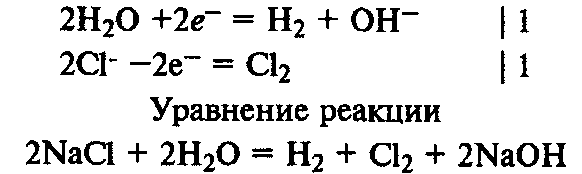 2H₂O +2e⁻ = H₂ + OH⁻ | 1
2Cl⁻ −2e⁻ = Cl₂ | 1
Уравнение реакции
2NaCl + 2H₂O = H₂ + Cl₂ + 2NaOH